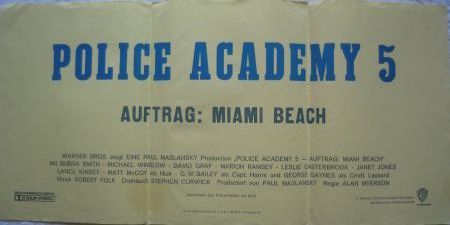 POLICE ACADEMY 5
AUFTRAG: MIAMI BEACH
WARNER BROS. zeigt EINE PAUL MASLANSKY Produktion „POLICE ACADEMY 5 — AUFTRAG: MIAMI BEACH"
Mit BUBBA SMITH · MICHAEL WINSLOW · DAVID GRAF · MARION RAMSEY · LESLIE EASTERBROOK · JANET JONES
LANCE KINSEY · MATT McCOY als Nick · G.W. BAILEY als Capt. Harris und GEORGE GAYNES als Cmdt. Lassard
Musik ROBERT FOLK Drehbuch STEPHEN CURWICK Produziert von PAUL MASLANSKY Regie ALAN MYERSON
DOLBY STEREO